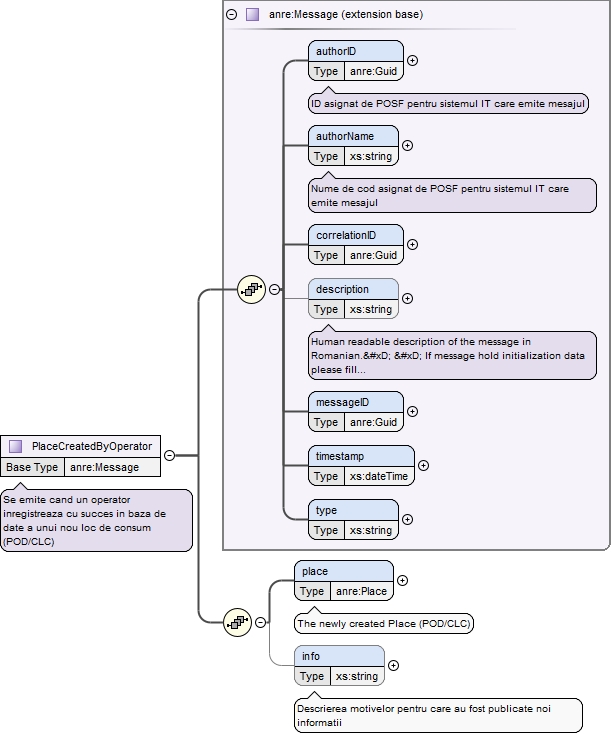 anre:Message (extension base)
authorID
Type anre:Guid
ID asignat de POSF pentru sistemul IT care emite mesajul
authorName
Type xs:string
Nume de cod asignat de POSF pentru sistemul IT care
emite mesajul
correlationID
Type anre:Guid
description
Type xs:string
Human readable description of the message in
Romanian.&#xD; &#xD; If message hold initialization data
please fill...
messageID
Type anre:Guid
timestamp
Type xs:dateTime
type
Type xs:string
PlaceCreatedByOperator
Base Type anre:Message
Se emite cand un operator
inregistreaza cu succes in baza de
date a unui nou loc de consum
(POD/CLC)
place
Type anre:Place
The newly created Place (POD/CLC)
info
Type xs:string
Descrierea motivelor pentru care au fost publicate noi
informatii